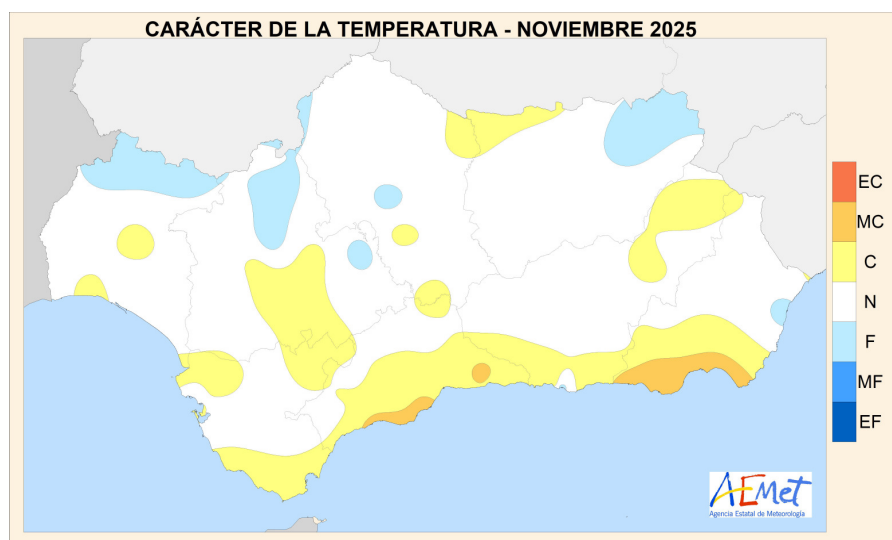 CARÁCTER DE LA TEMPERATURA - NOVIEMBRE 2025
EC
MC
C
N
F
MF
EF
AEMet
Agencia Estatal de Meteorología